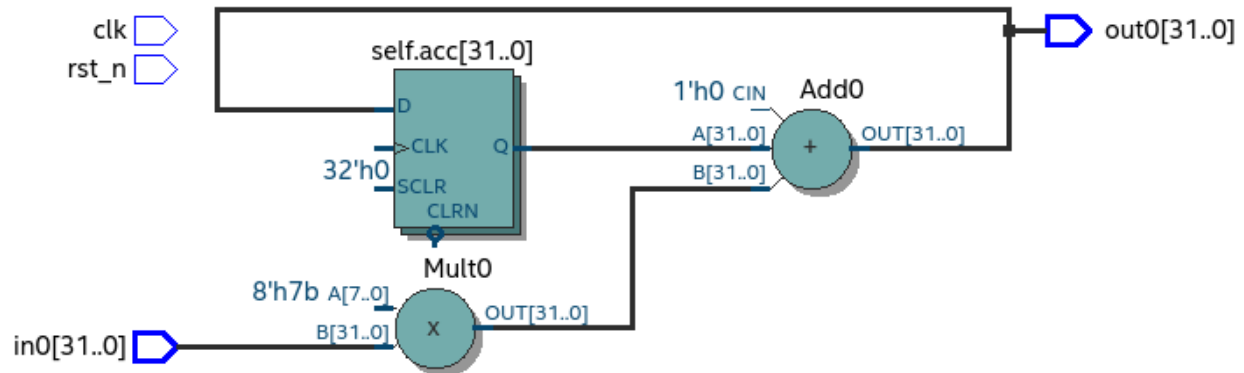 clk
rst_n
self.acc[31..0]
D
CLK
Q
32'h0
SCLR
CLRN
1'h0 CIN
Add0
A[31..0]
+
OUT[31..0]
B[31..0]
out0[31..0]
Mult0
8'h7b A[7..0]
x
OUT[31..0]
B[31..0]
in0[31..0]